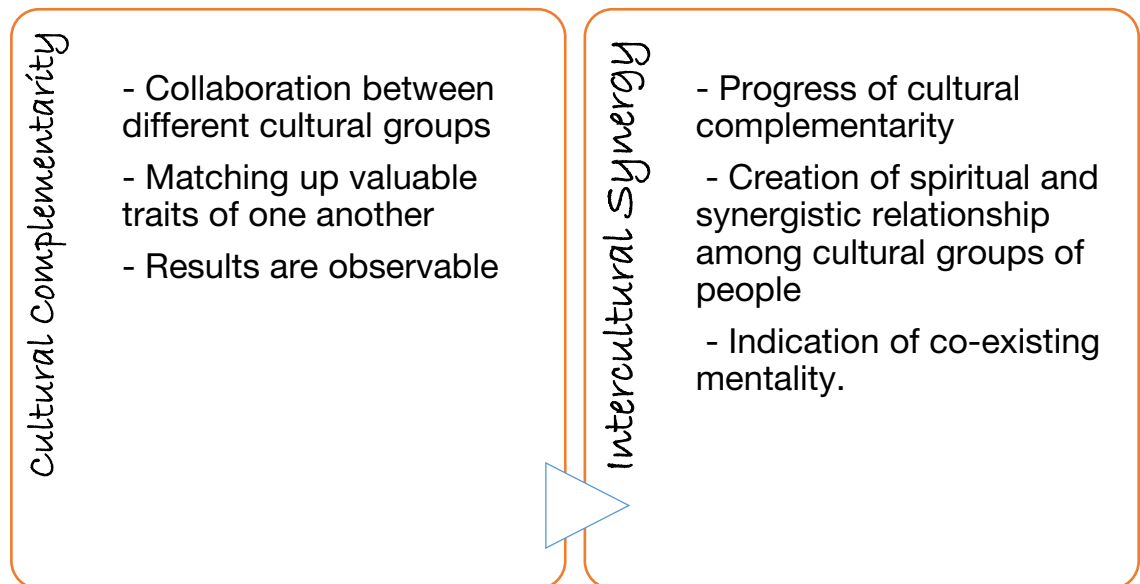 Cultural Complementarity
- Collaboration between
different cultural groups
- Matching up valuable
traits of one another
- Results are observable
Intercultural Synergy
- Progress of cultural
complementarity
- Creation of spiritual and
synergistic relationship
among cultural groups of
people
- Indication of co-existing
mentality.